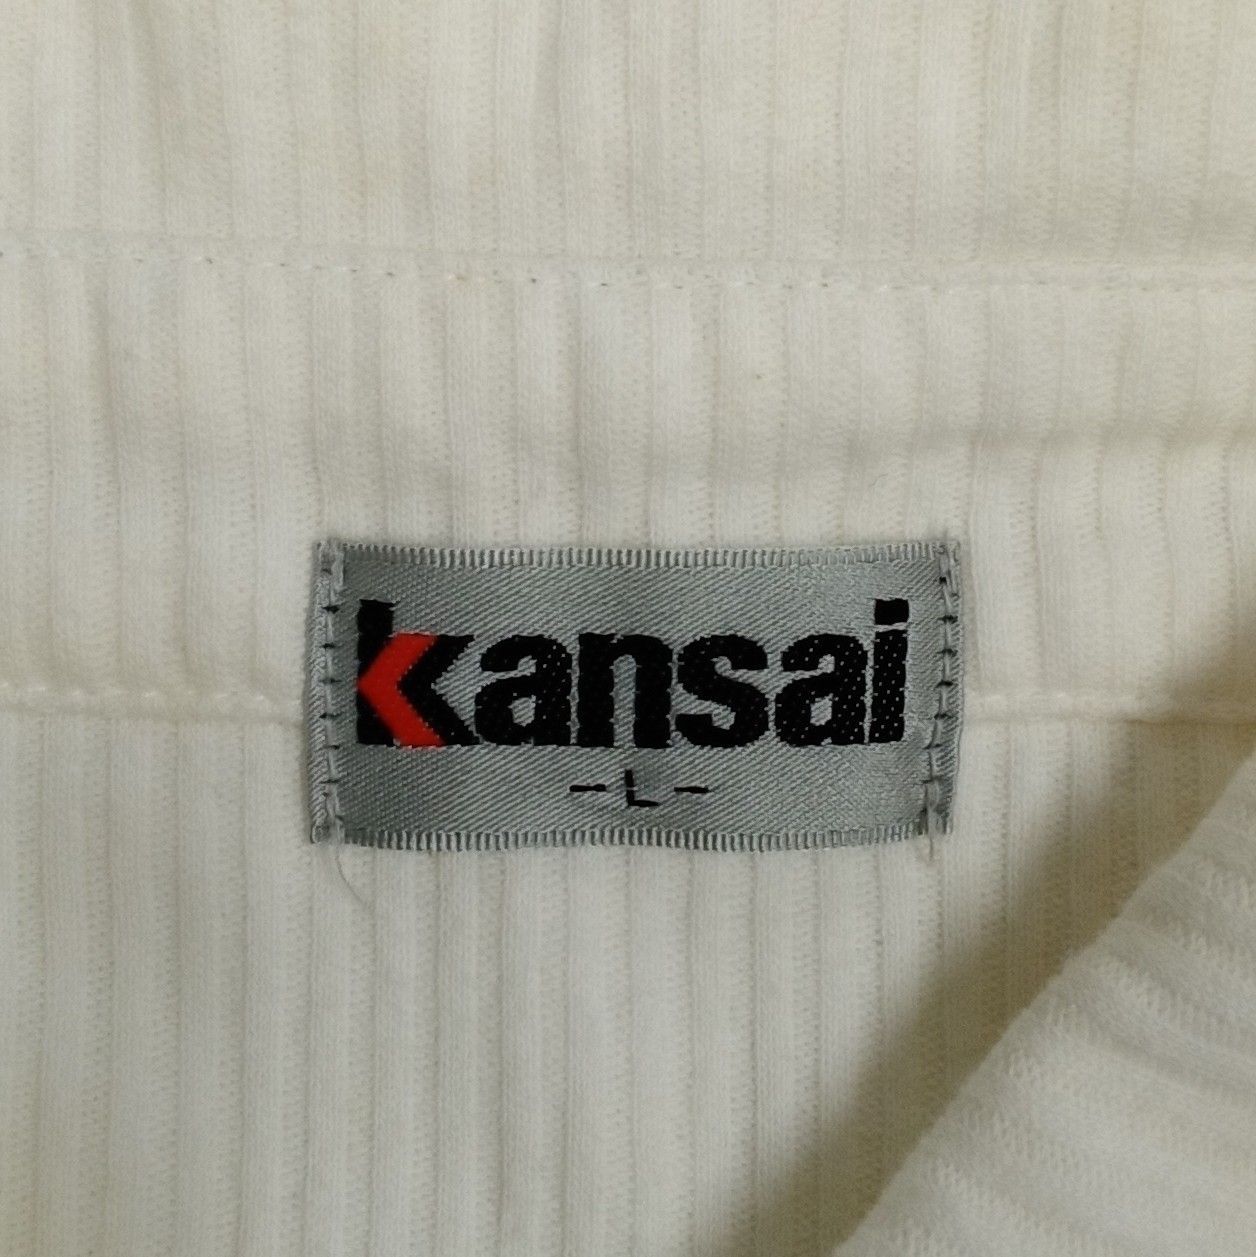 kansai
- L -